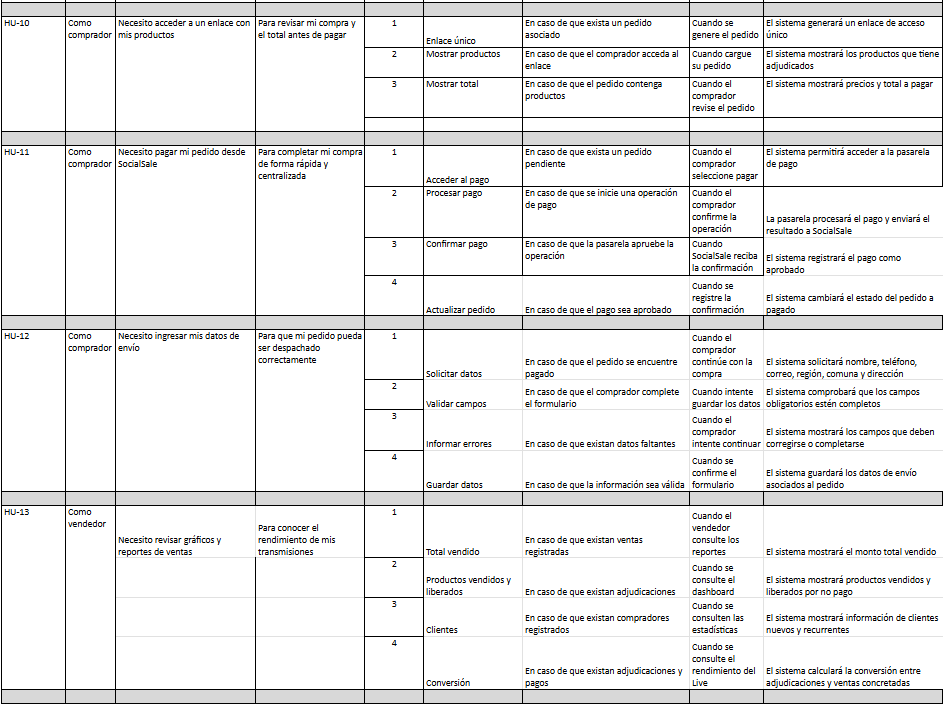 HU-10
Como
comprador
Necesito acceder a un enlace con
mis productos
Para revisar mi compra y
el total antes de pagar
1
Enlace único
En caso de que exista un pedido
asociado
Cuando se
genere el pedido
El sistema generará un enlace de acceso
único
2
Mostrar productos
En caso de que el comprador acceda al
enlace
Cuando cargue
su pedido
El sistema mostrará los productos que tiene
adjudicados
3
Mostrar total
En caso de que el pedido contenga
productos
Cuando el
comprador
revise el pedido
El sistema mostrará precios y total a pagar
HU-11
Como
comprador
Necesito pagar mi pedido desde
SocialSale
Para completar mi compra
de forma rápida y
centralizada
1
Acceder al pago
En caso de que exista un pedido
pendiente
Cuando el
comprador
seleccione pagar
El sistema permitirá acceder a la pasarela
de pago
2
Procesar pago
En caso de que se inicie una operación
de pago
Cuando el
comprador
confirme la
operación
La pasarela procesará el pago y enviará el
resultado a SocialSale
3
Confirmar pago
En caso de que la pasarela apruebe la
operación
Cuando
SocialSale reciba
la confirmación
El sistema registrará el pago como
aprobado
4
Actualizar pedido
En caso de que el pago sea aprobado
Cuando se
registre la
confirmación
El sistema cambiará el estado del pedido a
pagado
HU-12
Como
comprador
Necesito ingresar mis datos de
envío
Para que mi pedido pueda
ser despachado
correctamente
1
Solicitar datos
En caso de que el pedido se encuentre
pagado
Cuando el
comprador
continúe con la
compra
El sistema solicitará nombre, teléfono,
correo, región, comuna y dirección
2
Validar campos
En caso de que el comprador complete
el formulario
Cuando intente
guardar los datos
El sistema comprobará que los campos
obligatorios estén completos
3
Informar errores
En caso de que existan datos faltantes
Cuando el
comprador
intente continuar
El sistema mostrará los campos que deben
corregirse o completarse
4
Guardar datos
En caso de que la información sea válida
Cuando se
confirme el
formulario
El sistema guardará los datos de envío
asociados al pedido
HU-13
Como
vendedor
Necesito revisar gráficos y
reportes de ventas
Para conocer el
rendimiento de mis
transmisiones
1
Total vendido
En caso de que existan ventas
registradas
Cuando el
vendedor
consulte los
reportes
El sistema mostrará el monto total vendido
2
Productos vendidos y
liberados
En caso de que existan adjudicaciones
Cuando se
consulte el
dashboard
El sistema mostrará productos vendidos y
liberados por no pago
3
Clientes
En caso de que existan compradores
registrados
Cuando se
consulten las
estadísticas
El sistema mostrará información de clientes
nuevos y recurrentes
4
Conversión
En caso de que existan adjudicaciones y
pagos
Cuando se
consulte el
rendimiento del
Live
El sistema calculará la conversión entre
adjudicaciones y ventas concretadas